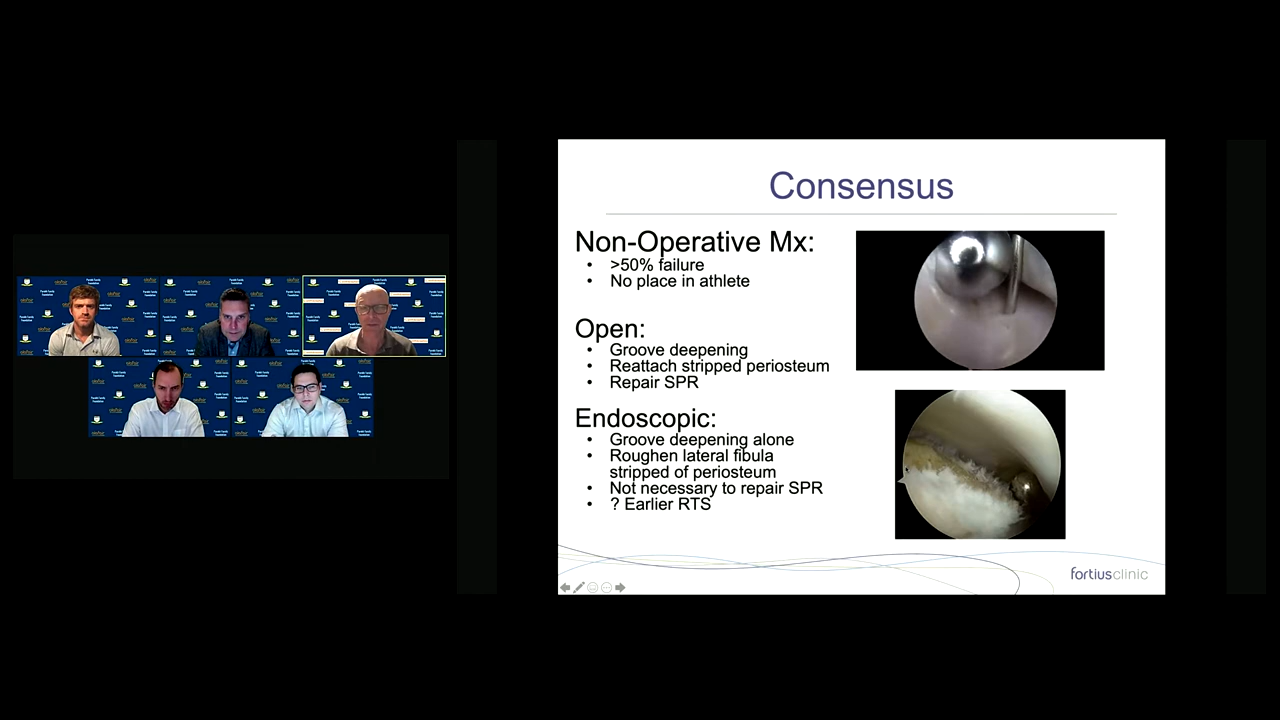 Consensus
Non-Operative Mx:
• >50% failure
• No place in athlete
Open:
• Groove deepening
• Reattach stripped periosteum
• Repair SPR
Endoscopic:
• Groove deepening alone
• Roughen lateral fibula
stripped of periosteum
• Not necessary to repair SPR
• ? Earlier RTS
fortiusclinic